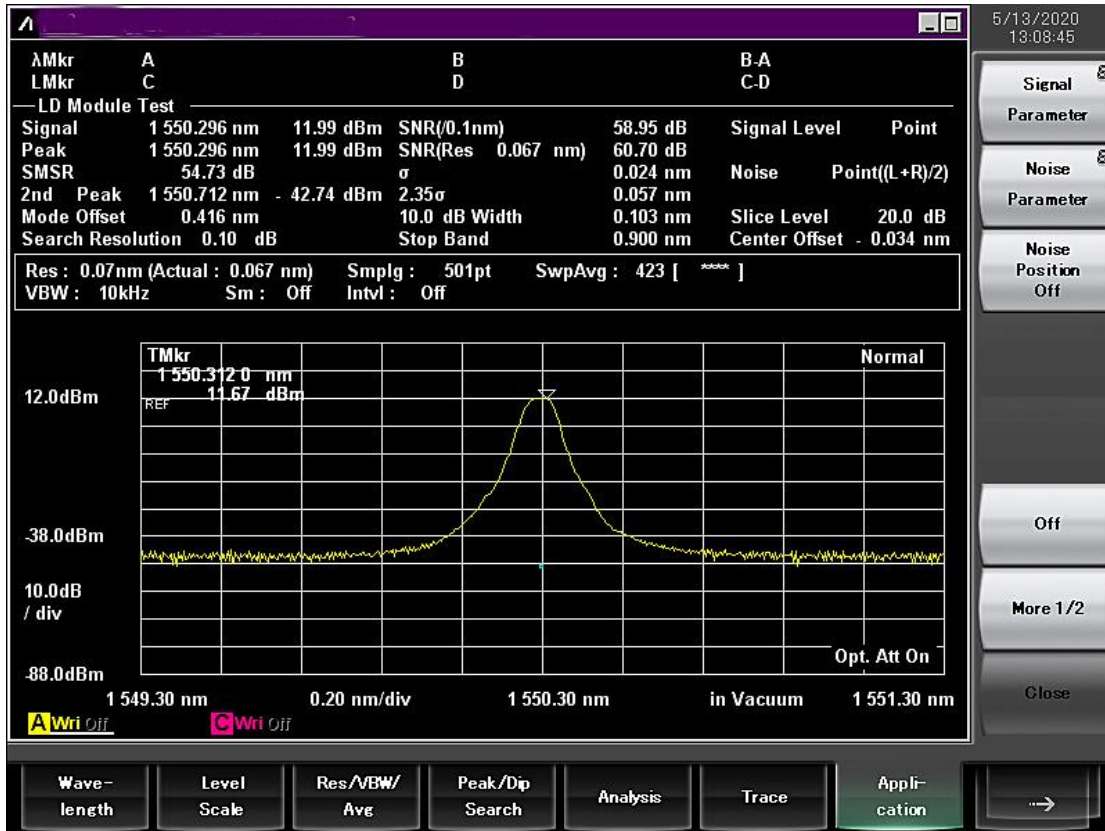 5/13/2020
13:08:45
λMkr A B B-A
LMkr C D C-D
LD Module Test
Signal 1 550.296 nm 11.99 dBm SNR(/0.1nm) 58.95 dB Signal Level Point
Peak 1 550.296 nm 11.99 dBm SNR(Res 0.067 nm) 60.70 dB
SMSR 54.73 dB σ 0.024 nm Noise Point((L+R)/2)
2nd Peak 1 550.712 nm - 42.74 dBm 2.35σ 0.057 nm
Mode Offset 0.416 nm 10.0 dB Width 0.103 nm Slice Level 20.0 dB
Search Resolution 0.10 dB Stop Band 0.900 nm Center Offset - 0.034 nm
Res : 0.07nm (Actual : 0.067 nm) Smplg : 501pt SwpAvg : 423 [ **** ]
VBW : 10kHz Sm : Off Intvl : Off
TMkr Normal
1 550.312 0 nm
11.67 dBm
12.0dBm REF
-38.0dBm
10.0dB
/ div
Opt. Att On
-88.0dBm
1 549.30 nm 0.20 nm/div 1 550.30 nm in Vacuum 1 551.30 nm
A Wri Off C Wri Off
Signal
Parameter
Noise
Parameter
Noise
Position
Off
Off
More 1/2
Close
Wave-
length
Level
Scale
Res/VBW/
Avg
Peak/Dip
Search
Analysis
Trace
Appli-
cation